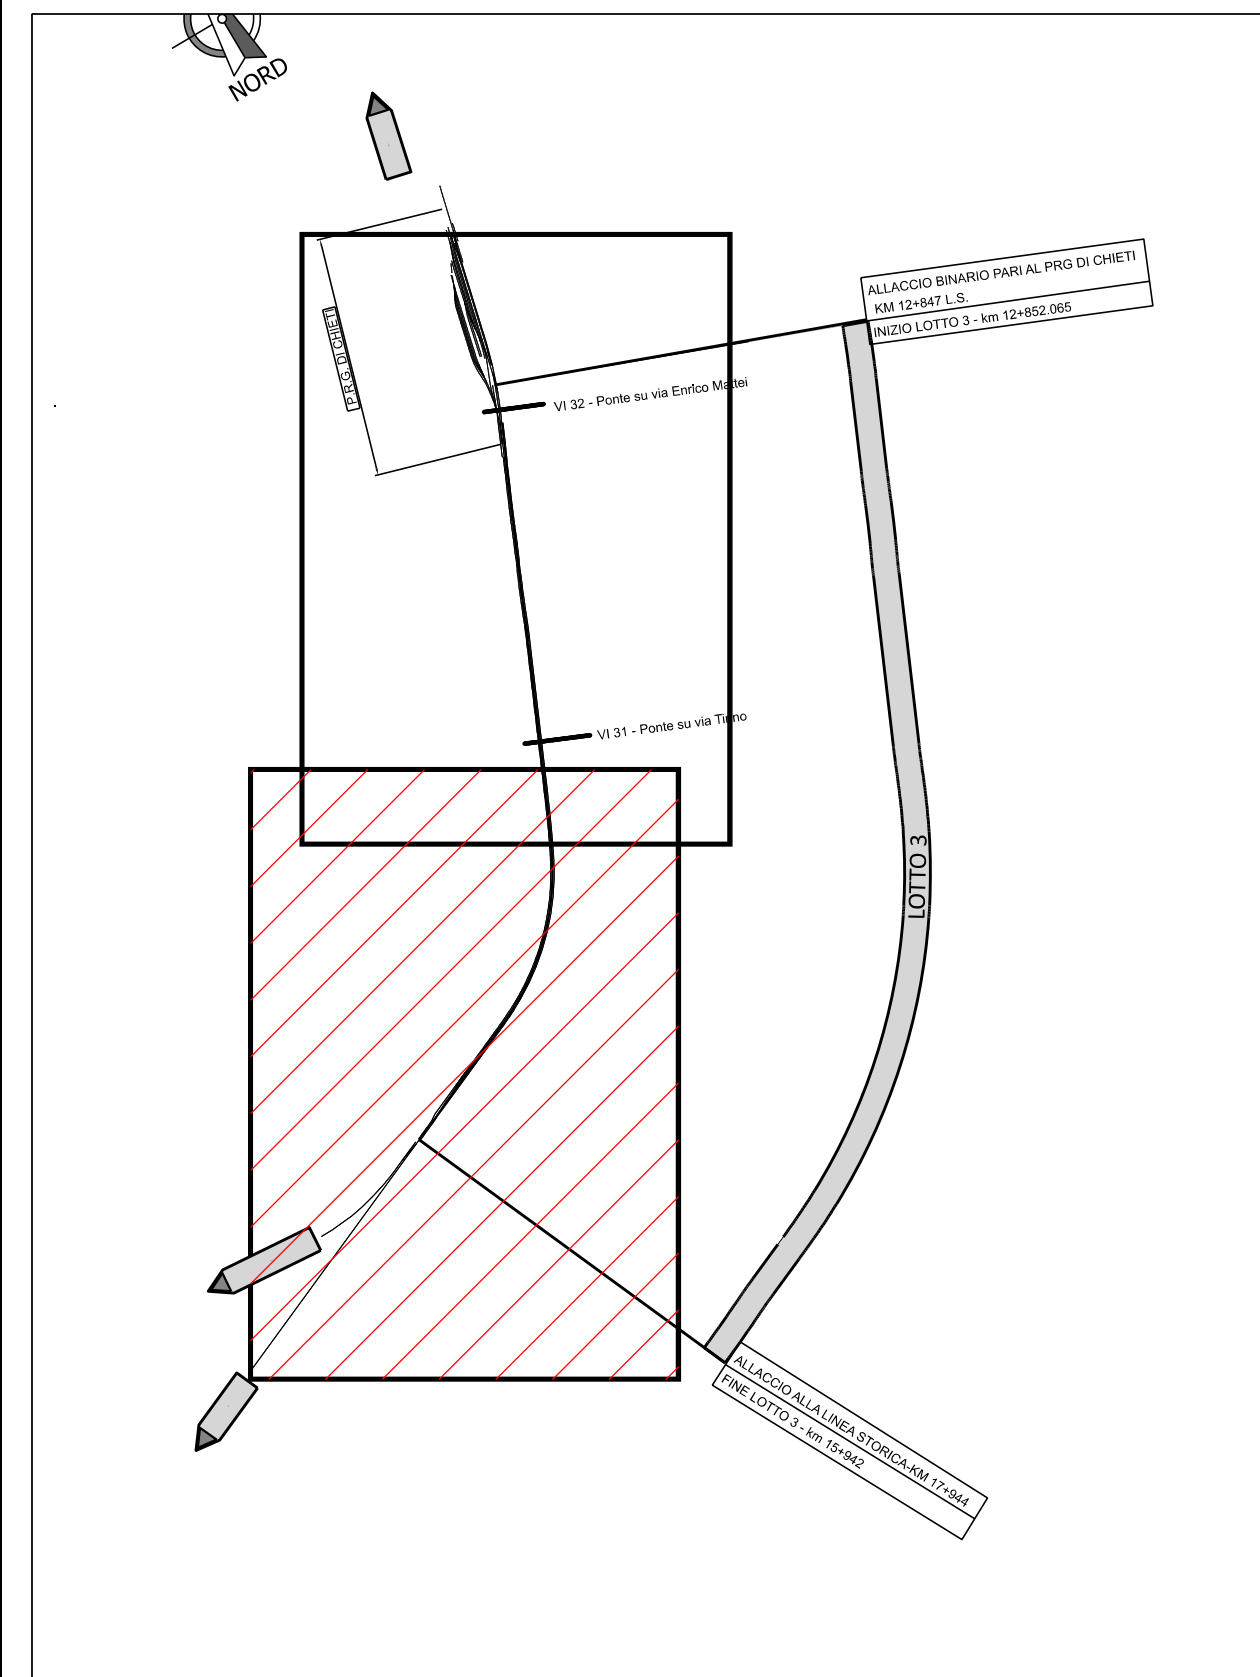 NORD
ALLACCIO BINARIO PARI AL PRG DI CHIETI
KM 12+847 L.S.
INIZIO LOTTO 3 - km 12+852.065
P.R.G. DI CHIETI
VI 32 - Ponte su via Enrico Mattei
VI 31 - Ponte su via Tirino
LOTTO 3
ALLACCIO ALLA LINEA STORICA-KM 17+944
FINE LOTTO 3 - km 15+942